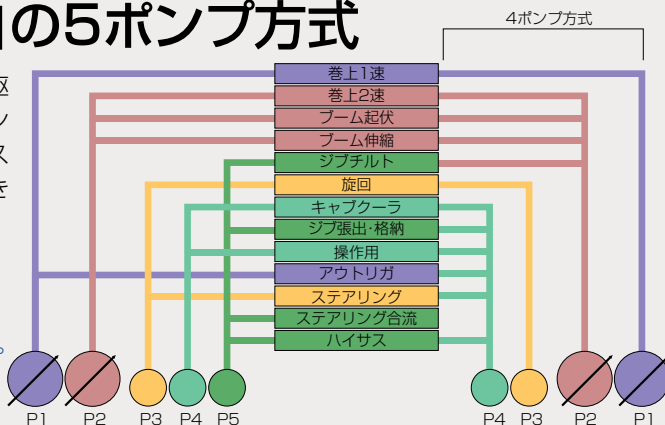 の5ポンプ方式
4ポンプ方式
巻上1速
巻上2速
ブーム起伏
ブーム伸縮
ジブチルト
旋回
キャブクーラ
ジブ張出・格納
操作用
アウトリガ
ステアリング
ステアリング合流
ハイサス
P1 P2 P3 P4 P5 P4 P3 P2 P1